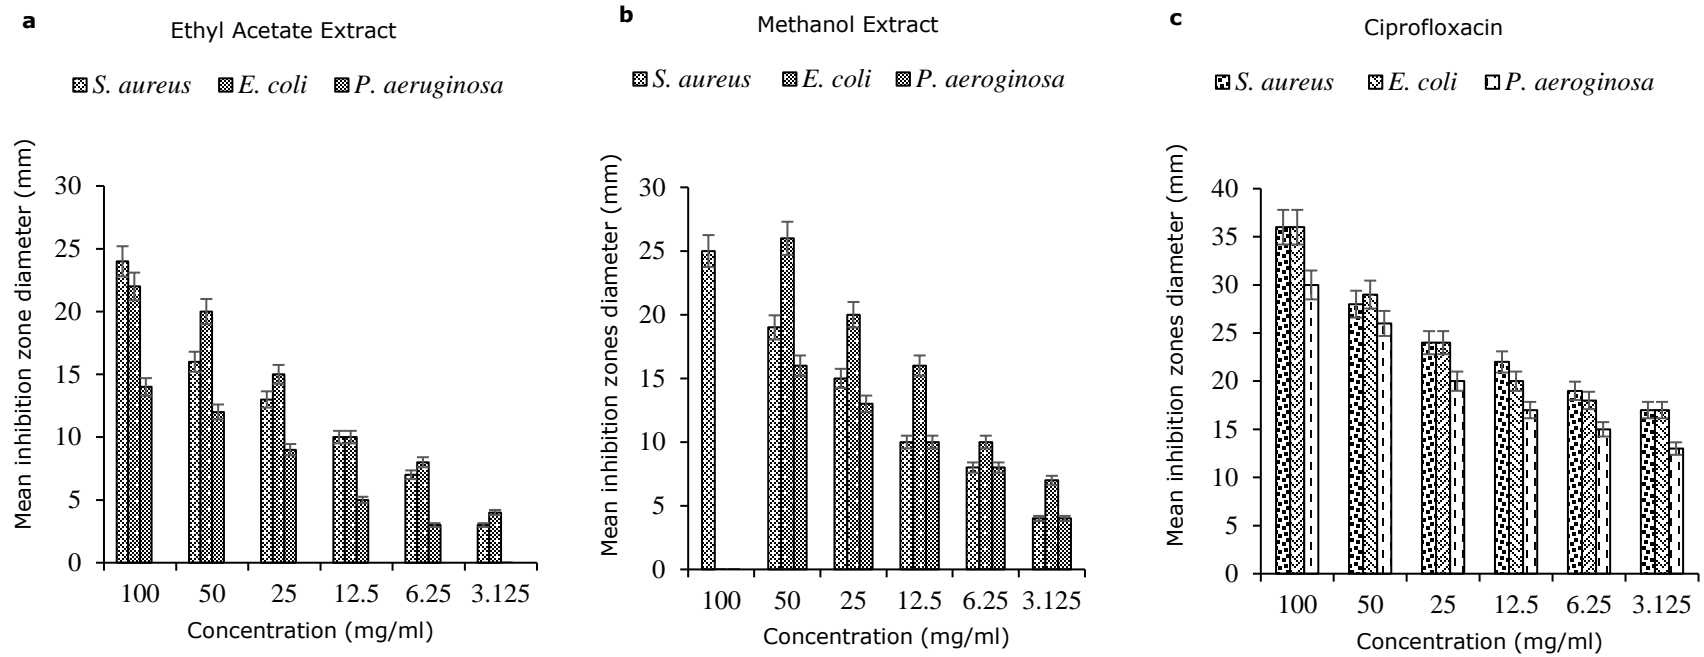 a
Ethyl Acetate Extract
S. aureus E. coli P. aeruginosa
Mean inhibition zone diameter (mm)
30
25
20
15
10
5
0
100 50 25 12.5 6.25 3.125
Concentration (mg/ml)
b
Methanol Extract
S. aureus E. coli P. aeroginosa
Mean inhibition zones diameter (mm)
30
25
20
15
10
5
0
100 50 25 12.5 6.25 3.125
Concentration (mg/ml)
c
Ciprofloxacin
S. aureus E. coli P. aeroginosa
Mean inhibition zones diameter (mm)
40
35
30
25
20
15
10
5
0
100 50 25 12.5 6.25 3.125
Concentration (mg/ml)